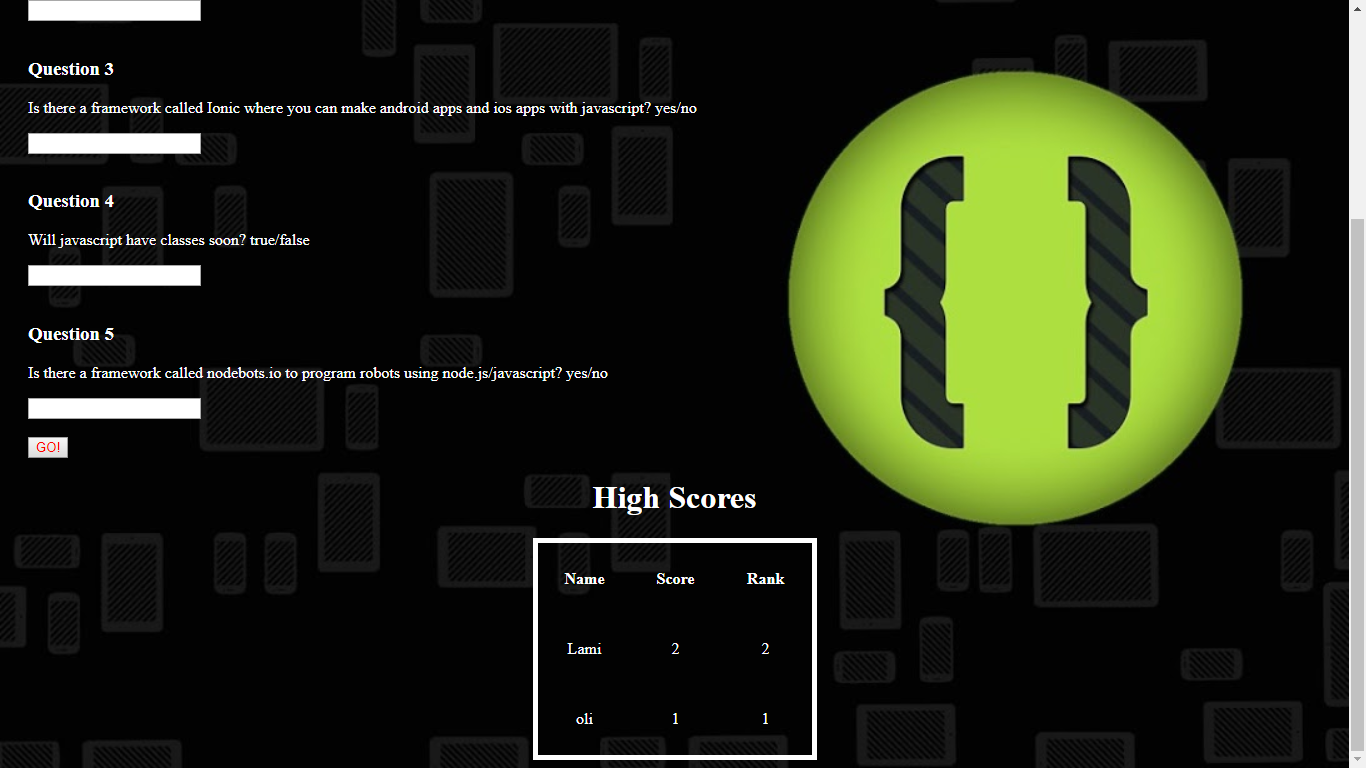 Question 3
Is there a framework called Ionic where you can make android apps and ios apps with javascript? yes/no
Question 4
Will javascript have classes soon? true/false
Question 5
Is there a framework called nodebots.io to program robots using node.js/javascript? yes/no
GO!
{ }
High Scores
Name Score Rank
Lami 2 2
oli 1 1